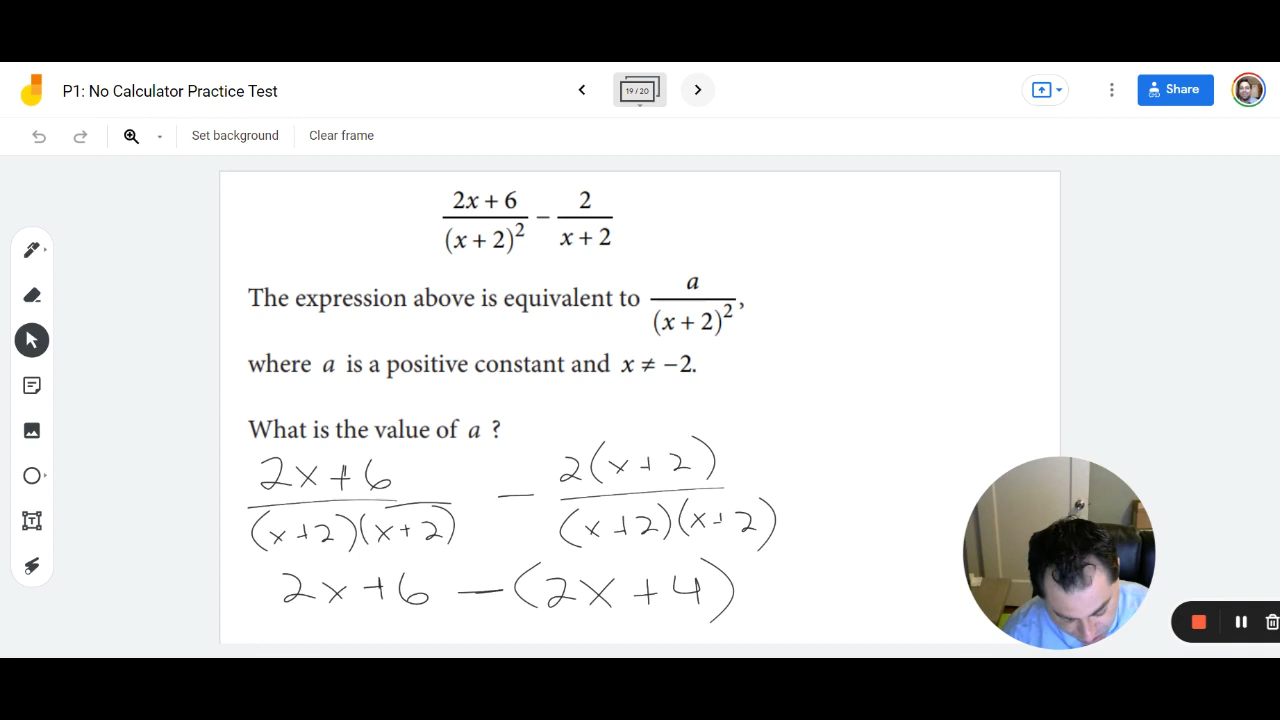 P1: No Calculator Practice Test
19 / 20
Share
Set background
Clear frame
2x + 6 / (x + 2)² − 2 / x + 2
The expression above is equivalent to a / (x + 2)²,
where a is a positive constant and x ≠ −2.
What is the value of a ?
2x + 6 / (x+2)(x+2) − 2(x+2) / (x+2)(x+2)
2x + 6 − (2x + 4)